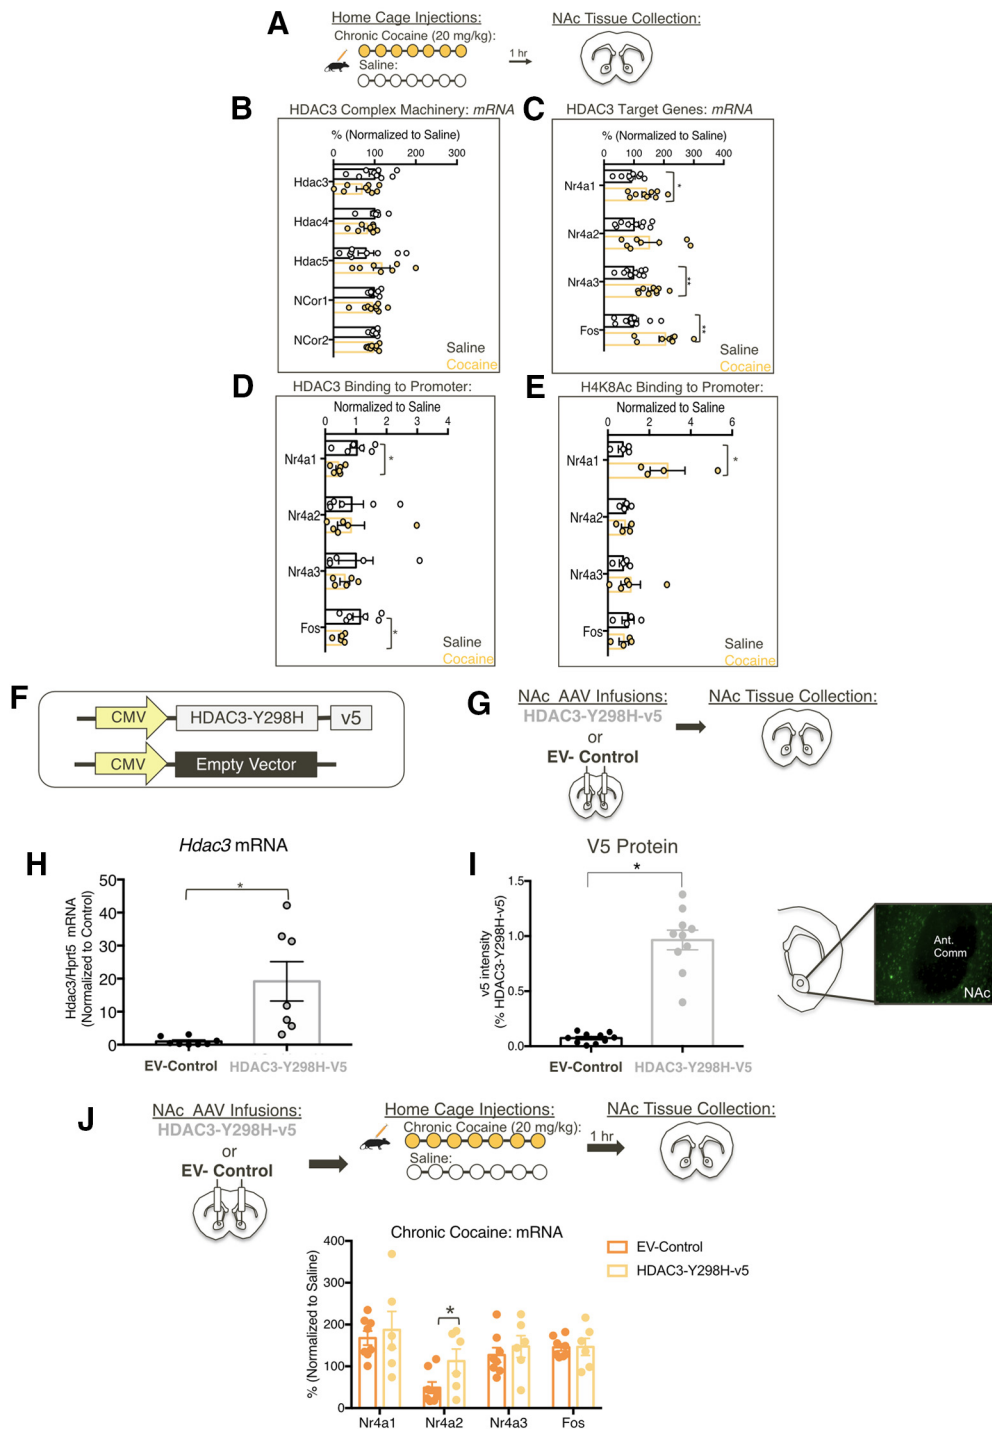 A
Home Cage Injections:
Chronic Cocaine (20 mg/kg):
Saline:
1 hr
NAc Tissue Collection:
B
HDAC3 Complex Machinery: mRNA
% (Normalized to Saline)
0 100 200 300
Hdac3
Hdac4
Hdac5
NCor1
NCor2
Saline
Cocaine
C
HDAC3 Target Genes: mRNA
% (Normalized to Saline)
0 100 200 300 400
Nr4a1
*
Nr4a2
Nr4a3
**
Fos
**
Saline
Cocaine
D
HDAC3 Binding to Promoter:
Normalized to Saline
0 1 2 3 4
Nr4a1
*
Nr4a2
Nr4a3
Fos
*
Saline
Cocaine
E
H4K8Ac Binding to Promoter:
Normalized to Saline
0 2 4 6
Nr4a1
*
Nr4a2
Nr4a3
Fos
Saline
Cocaine
F
CMV HDAC3-Y298H v5
CMV Empty Vector
G
NAc AAV Infusions:
HDAC3-Y298H-v5
or
EV- Control
NAc Tissue Collection:
H
Hdac3 mRNA
Hdac3/Hprt5 mRNA
(Normalized to Control)
50
40
30
20
10
0
*
EV-Control HDAC3-Y298H-V5
I
V5 Protein
v5 intensity
(% HDAC3-Y298H-v5)
1.5
1.0
0.5
0.0
*
EV-Control HDAC3-Y298H-V5
Ant.
Comm
NAc
J
NAc AAV Infusions:
HDAC3-Y298H-v5
or
EV- Control
Home Cage Injections:
Chronic Cocaine (20 mg/kg):
Saline:
1 hr
NAc Tissue Collection:
Chronic Cocaine: mRNA
% (Normalized to Saline)
400
300
200
100
0
*
EV-Control
HDAC3-Y298H-v5
Nr4a1 Nr4a2 Nr4a3 Fos